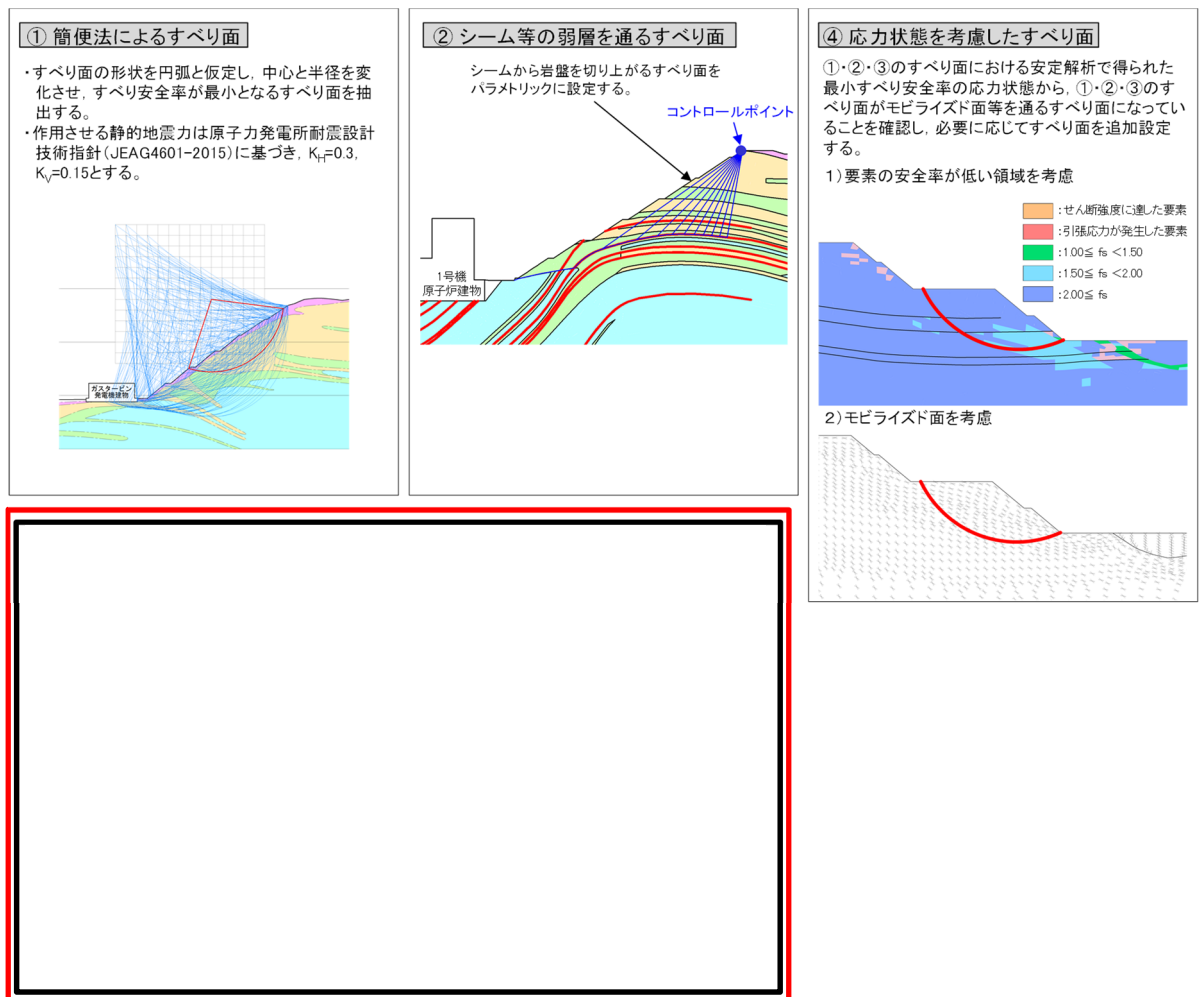 ① 簡便法によるすべり面
・すべり面の形状を円弧と仮定し，中心と半径を変
化させ，すべり安全率が最小となるすべり面を抽
出する。
・作用させる静的地震力は原子力発電所耐震設計
技術指針（JEAG4601-2015）に基づき，KH=0.3，
KV=0.15とする。
ガスタービン
発電機建物
② シーム等の弱層を通るすべり面
シームから岩盤を切り上がるすべり面を
パラメトリックに設定する。
コントロールポイント
1号機
原子炉建物
④ 応力状態を考慮したすべり面
①・②・③のすべり面における安定解析で得られた
最小すべり安全率の応力状態から，①・②・③のす
べり面がモビライズド面等を通るすべり面になってい
ることを確認し，必要に応じてすべり面を追加設定
する。
1）要素の安全率が低い領域を考慮
：せん断強度に達した要素
：引張応力が発生した要素
：1.00≦ fs ＜1.50
：1.50≦ fs ＜2.00
：2.00≦ fs
2）モビライズド面を考慮